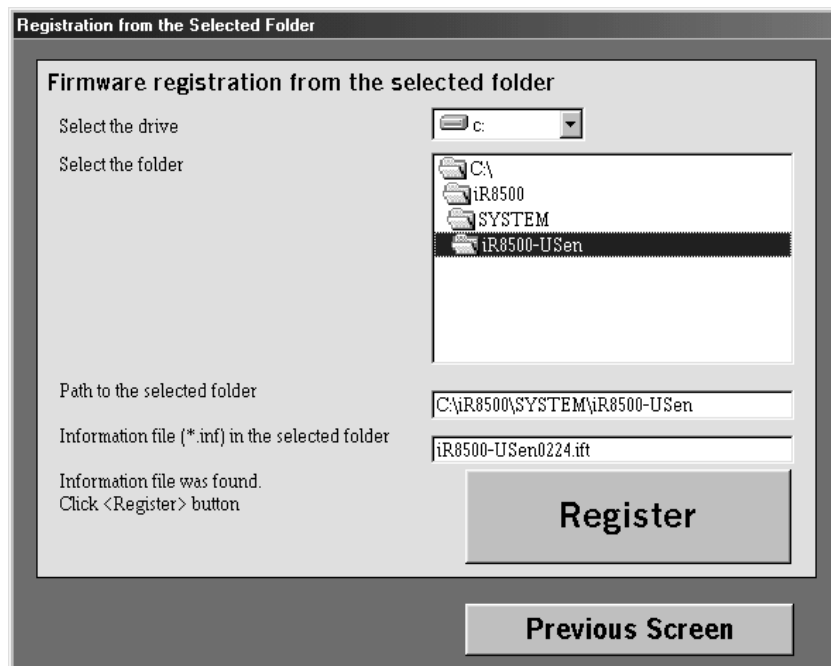 Registration from the Selected Folder
Firmware registration from the selected folder
Select the drive
c:
Select the folder
C:\
iR8500
SYSTEM
iR8500-USen
Path to the selected folder
C:\iR8500\SYSTEM\iR8500-USen
Information file (*.inf) in the selected folder
iR8500-USen0224.ift
Information file was found.
Click <Register> button
Register
Previous Screen